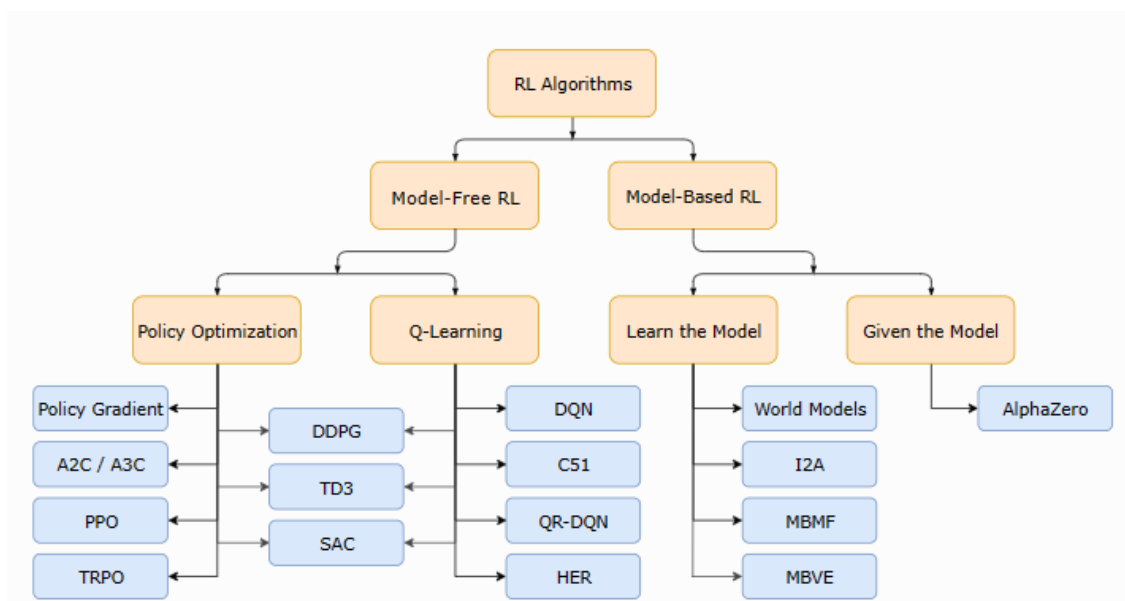 RL Algorithms
Model-Free RL
Model-Based RL
Policy Optimization
Q-Learning
Learn the Model
Given the Model
Policy Gradient
DDPG
DQN
World Models
AlphaZero
A2C / A3C
TD3
C51
I2A
PPO
SAC
QR-DQN
MBMF
TRPO
HER
MBVE